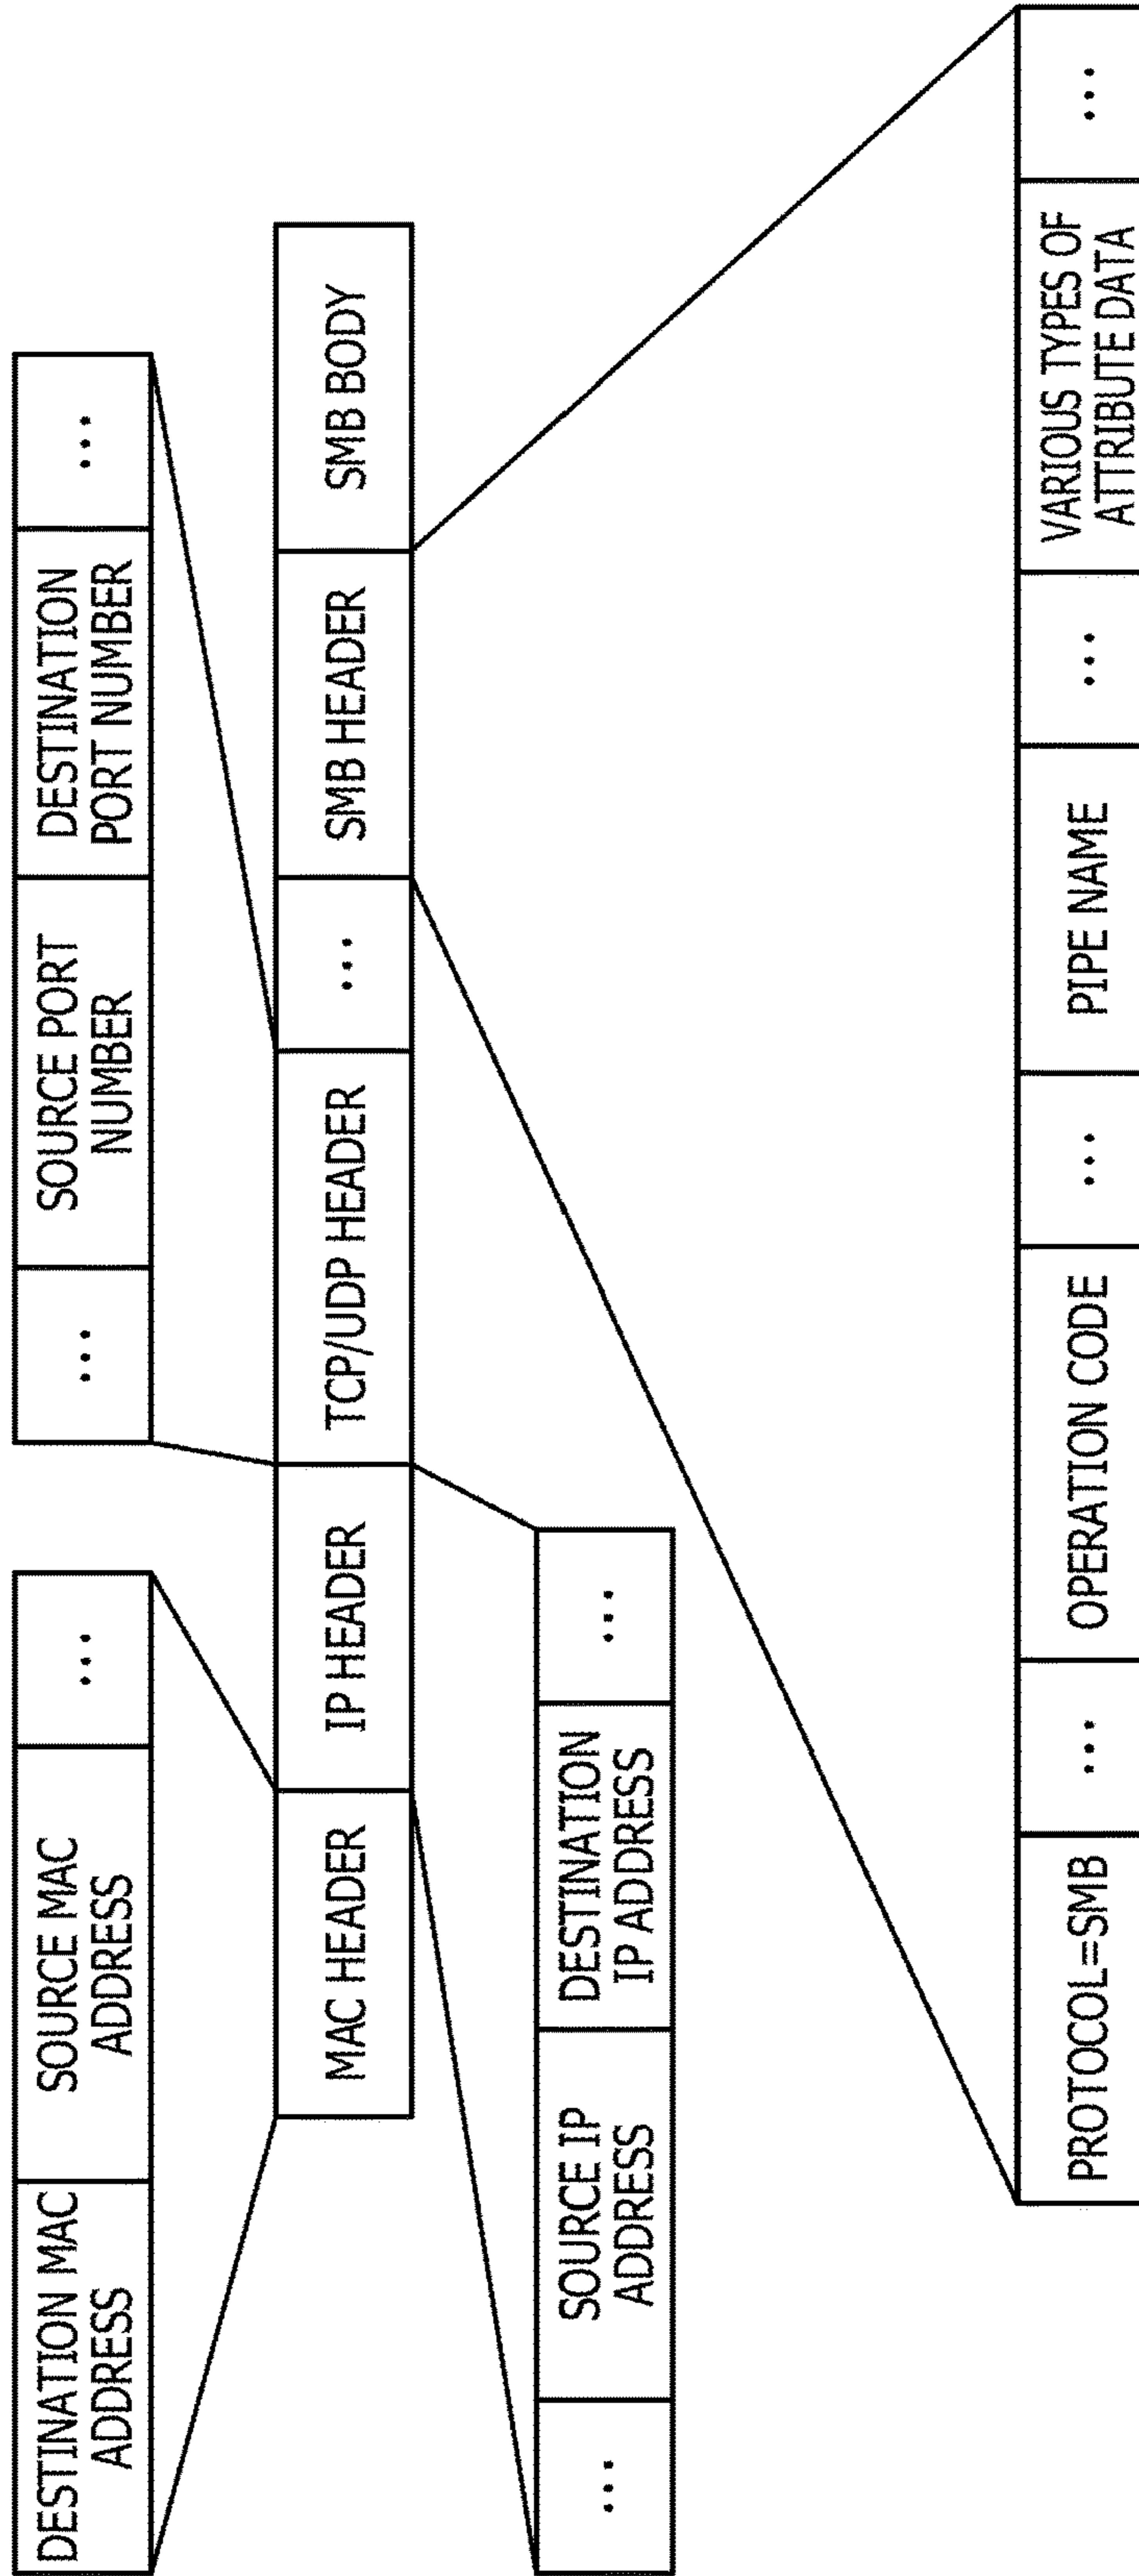 DESTINATION MAC
ADDRESS
SOURCE MAC
ADDRESS
...
...
SOURCE PORT
NUMBER
DESTINATION
PORT NUMBER
...
MAC HEADER
IP HEADER
TCP/UDP HEADER
...
SMB HEADER
SMB BODY
...
SOURCE IP
ADDRESS
DESTINATION
IP ADDRESS
...
PROTOCOL=SMB
...
OPERATION CODE
...
PIPE NAME
...
VARIOUS TYPES OF
ATTRIBUTE DATA
...